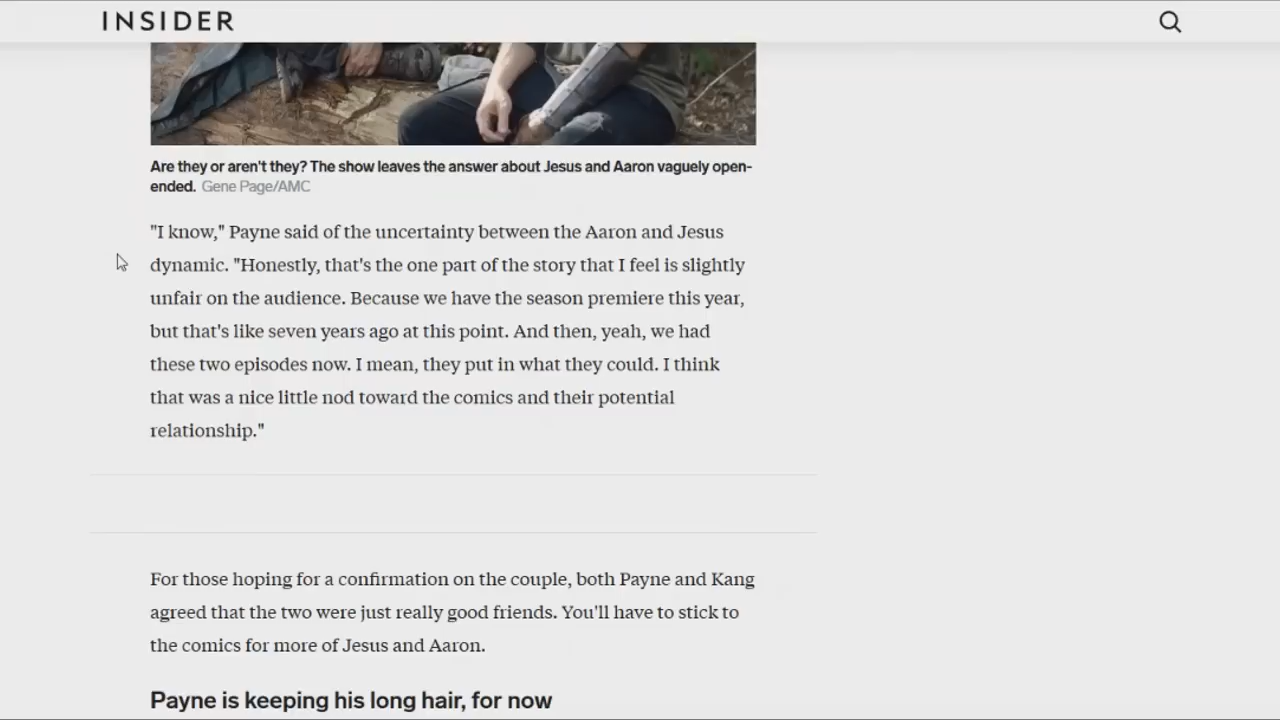 INSIDER
Are they or aren't they? The show leaves the answer about Jesus and Aaron vaguely open-
ended. Gene Page/AMC
"I know," Payne said of the uncertainty between the Aaron and Jesus
dynamic. "Honestly, that's the one part of the story that I feel is slightly
unfair on the audience. Because we have the season premiere this year,
but that's like seven years ago at this point. And then, yeah, we had
these two episodes now. I mean, they put in what they could. I think
that was a nice little nod toward the comics and their potential
relationship."
For those hoping for a confirmation on the couple, both Payne and Kang
agreed that the two were just really good friends. You'll have to stick to
the comics for more of Jesus and Aaron.
Payne is keeping his long hair, for now